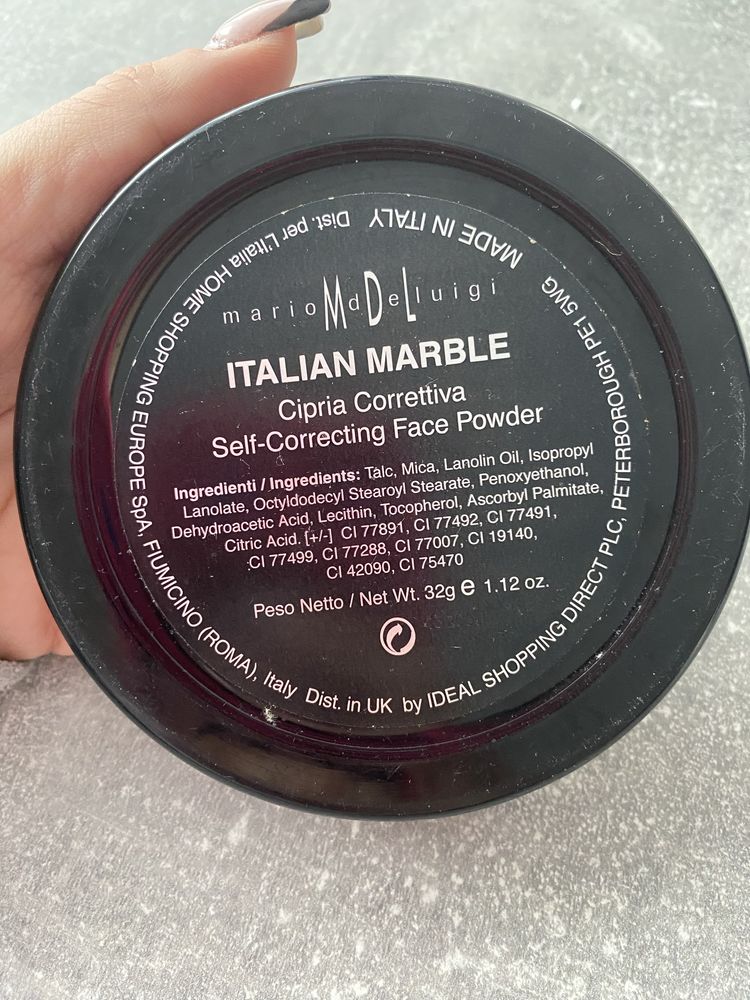 mario Md DeLuigi
ITALIAN MARBLE
Cipria Correttiva
Self-Correcting Face Powder
Ingredienti / Ingredients: Talc, Mica, Lanolin Oil, Isopropyl
Lanolate, Octyldodecyl Stearoyl Stearate, Penoxyethanol,
Dehydroacetic Acid, Lecithin, Tocopherol, Ascorbyl Palmitate,
Citric Acid. [+/-] CI 77891, CI 77492, CI 77491,
CI 77499, CI 77288, CI 77007, CI 19140,
CI 42090, CI 75470
Peso Netto / Net Wt. 32g e 1.12 oz.
MADE IN ITALY
Dist. per L'Italia HOME SHOPPING EUROPE SpA, FIUMICINO (ROMA), Italy
Dist. in UK by IDEAL SHOPPING DIRECT PLC, PETERBOROUGH PE1 5WG